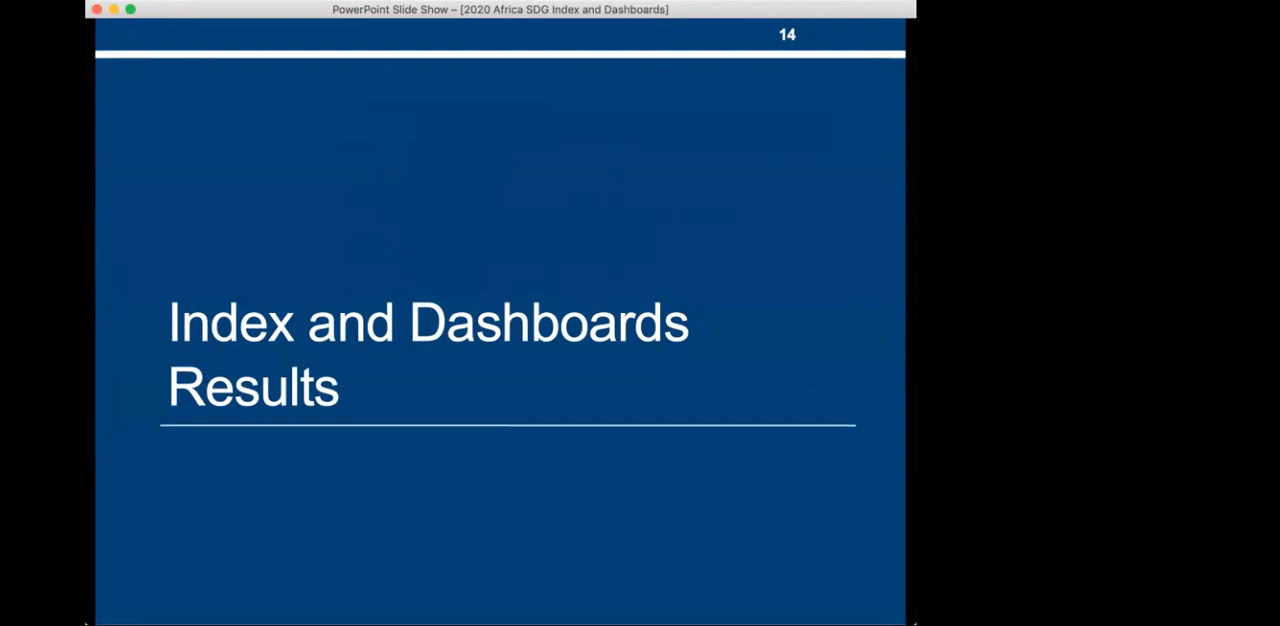 PowerPoint Slide Show – [2020 Africa SDG Index and Dashboards]
14
Index and Dashboards
Results